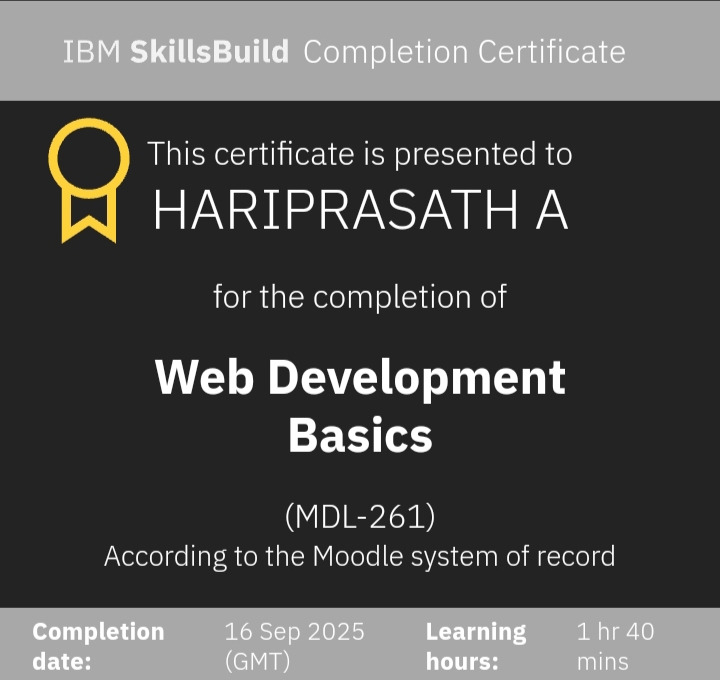 IBM SkillsBuild Completion Certificate
This certificate is presented to
HARIPRASATH A
for the completion of
Web Development
Basics
(MDL-261)
According to the Moodle system of record
Completion date:
16 Sep 2025 (GMT)
Learning hours:
1 hr 40 mins